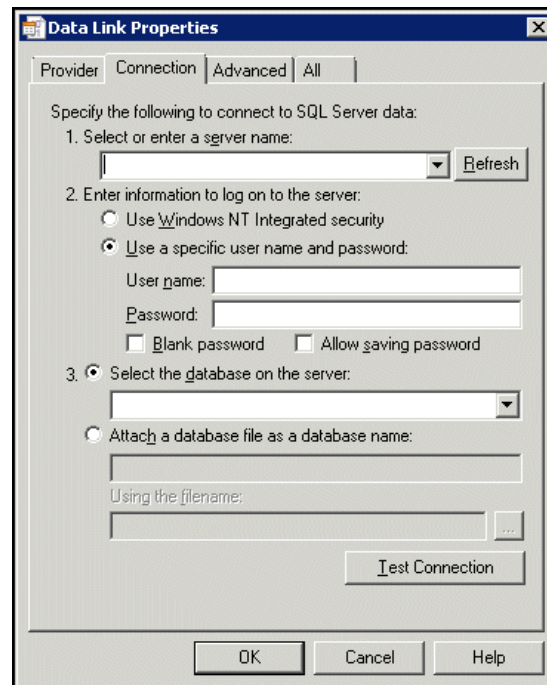 Data Link Properties
Provider Connection Advanced All
Specify the following to connect to SQL Server data:
1. Select or enter a server name:
Refresh
2. Enter information to log on to the server:
Use Windows NT Integrated security
Use a specific user name and password:
User name:
Password:
Blank password Allow saving password
3. Select the database on the server:
Attach a database file as a database name:
Using the filename:
...
Test Connection
OK Cancel Help